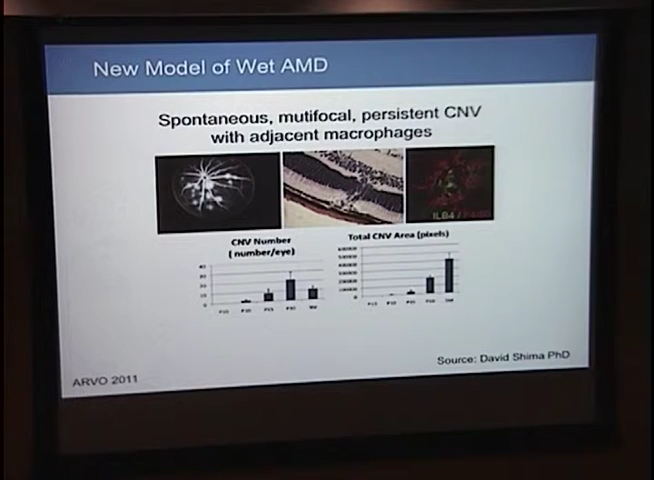 New Model of Wet AMD
Spontaneous, mutifocal, persistent CNV
with adjacent macrophages
ILB4 /
CNV Number
( number/eye)
Total CNV Area (pixels)
ARVO 2011
Source: David Shima PhD